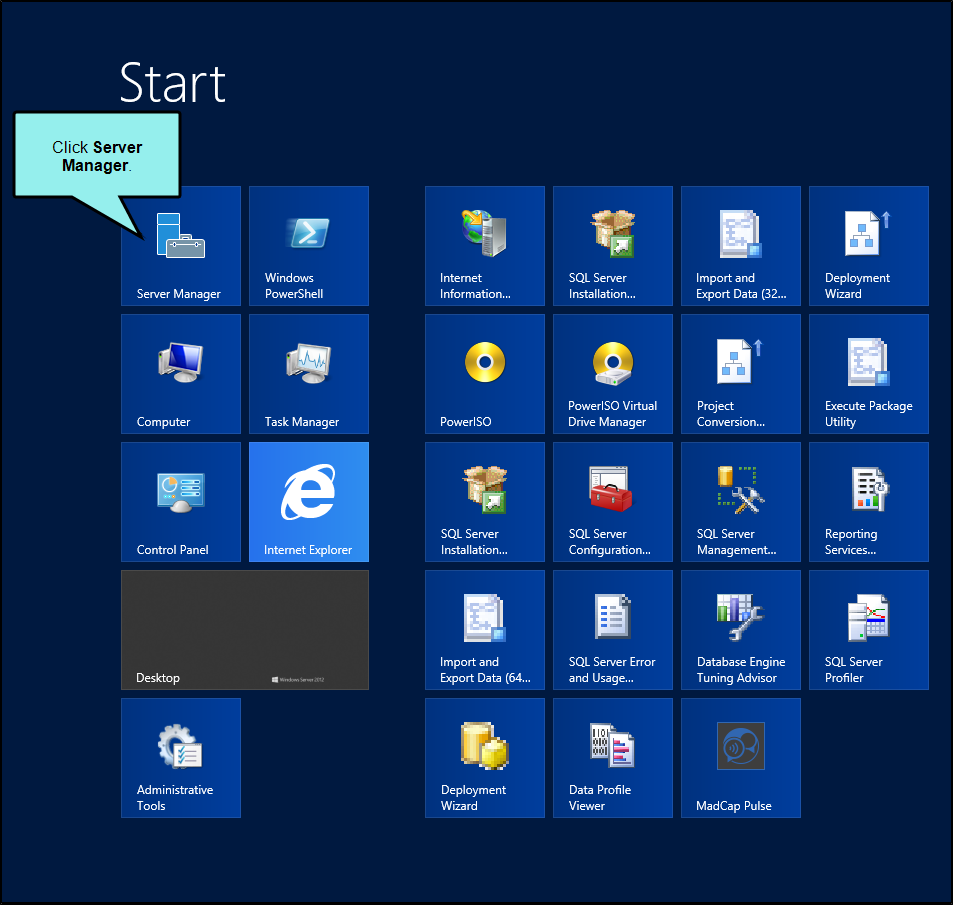 Start
Click Server
Manager.
Server Manager
Windows
PowerShell
Internet
Information...
SQL Server
Installation...
Import and
Export Data (32...
Deployment
Wizard
Computer
Task Manager
PowerISO
PowerISO Virtual
Drive Manager
Project
Conversion...
Execute Package
Utility
Control Panel
Internet Explorer
SQL Server
Installation...
SQL Server
Configuration...
SQL Server
Management...
Reporting
Services...
Desktop
Windows Server 2012
Import and
Export Data (64...
SQL Server Error
and Usage...
Database Engine
Tuning Advisor
SQL Server
Profiler
Administrative
Tools
Deployment
Wizard
Data Profile
Viewer
MadCap Pulse